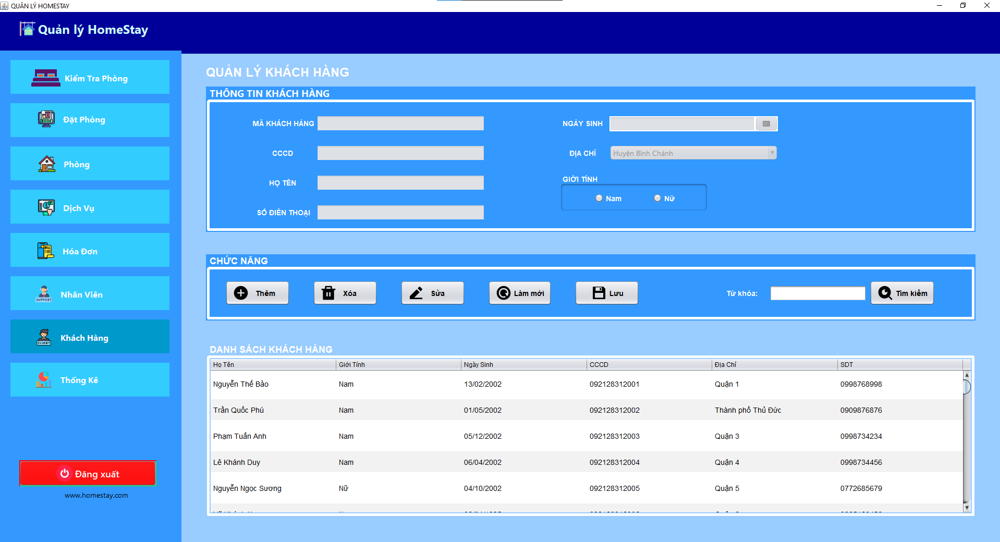 QUẢN LÝ HOMESTAY
Quản lý HomeStay
Kiểm Tra Phòng
BOOK
Đặt Phòng
Phòng
Dịch Vụ
BILL
Hóa Đơn
SUPPORT
Nhân Viên
CLIENT
Khách Hàng
Thống Kê
Đăng xuất
www.homestay.com
QUẢN LÝ KHÁCH HÀNG
THÔNG TIN KHÁCH HÀNG
MÃ KHÁCH HÀNG
NGÀY SINH
CCCD
ĐỊA CHỈ
Huyện Bình Chánh
HỌ TÊN
GIỚI TÍNH
Nam
Nữ
SỐ ĐIỆN THOẠI
CHỨC NĂNG
Thêm
Xóa
Sửa
Làm mới
Lưu
Từ khóa:
Tìm kiếm
DANH SÁCH KHÁCH HÀNG
Họ Tên Giới Tính Ngày Sinh CCCD Địa Chỉ SDT
Nguyễn Thế Bảo Nam 13/02/2002 092128312001 Quận 1 0998768998
Trần Quốc Phú Nam 01/05/2002 092128312002 Thành phố Thủ Đức 0909876876
Phạm Tuấn Anh Nam 05/12/2002 092128312003 Quận 3 0998734234
Lê Khánh Duy Nam 06/04/2002 092128312004 Quận 4 0998734456
Nguyễn Ngọc Sương Nữ 04/10/2002 092128312005 Quận 5 0772685679